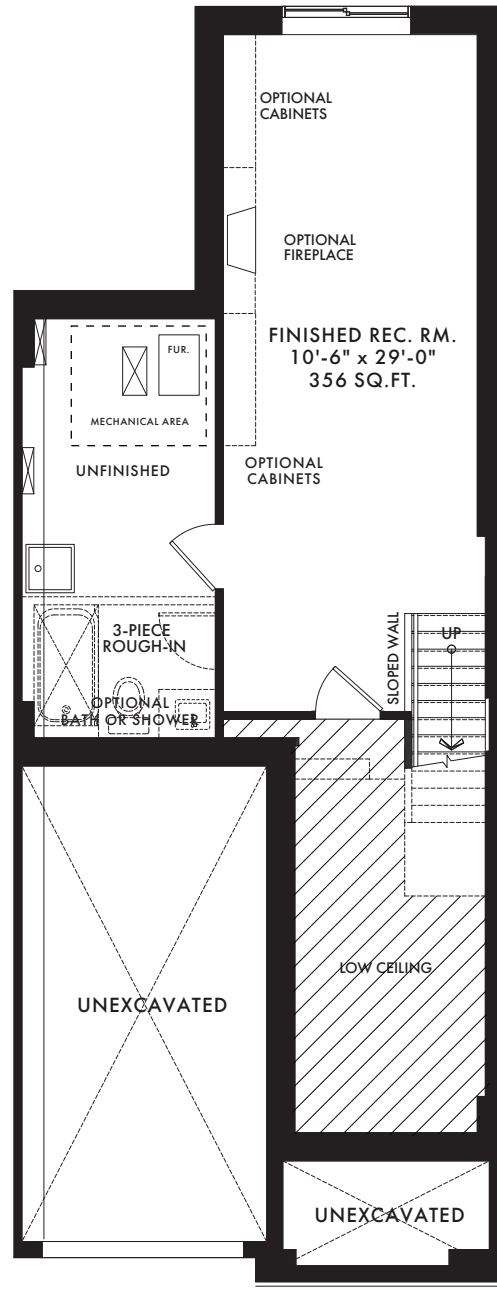 OPTIONAL
CABINETS
OPTIONAL
FIREPLACE
FINISHED REC. RM.
10'-6" x 29'-0"
356 SQ.FT.
FUR.
MECHANICAL AREA
UNFINISHED
OPTIONAL
CABINETS
3-PIECE
ROUGH-IN
SLOPED WALL
UP
OPTIONAL
BATH OR SHOWER
LOW CEILING
UNEXCAVATED
UNEXCAVATED